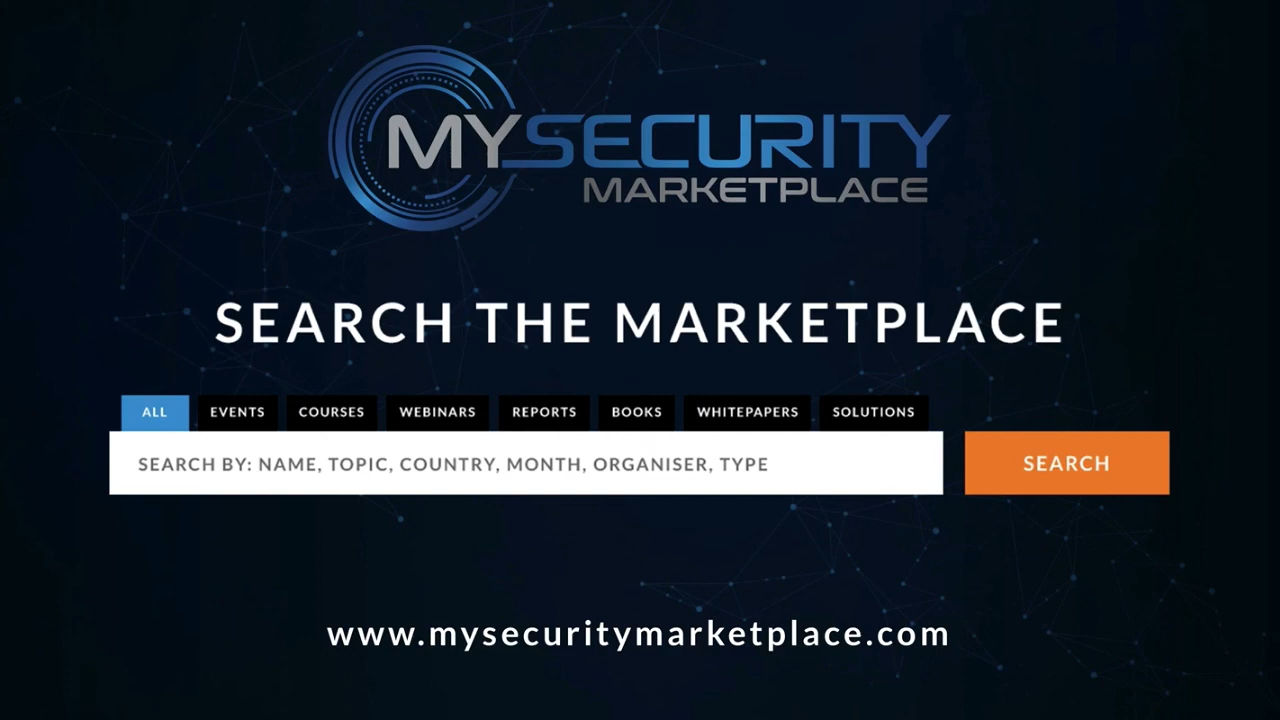 MYSECURITY
MARKETPLACE
SEARCH THE MARKETPLACE
ALL EVENTS COURSES WEBINARS REPORTS BOOKS WHITEPAPERS SOLUTIONS
SEARCH BY: NAME, TOPIC, COUNTRY, MONTH, ORGANISER, TYPE SEARCH
www.mysecuritymarketplace.com